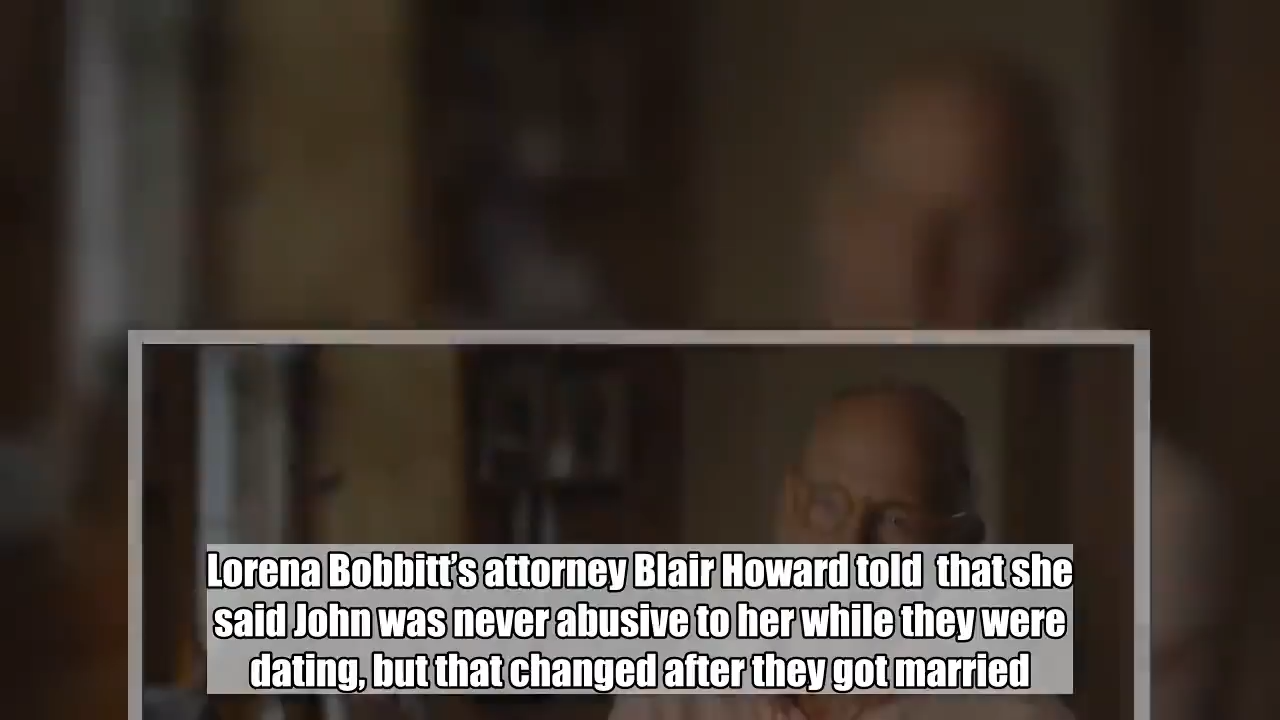 Lorena Bobbitt's attorney Blair Howard told  that she
said John was never abusive to her while they were
dating, but that changed after they got married